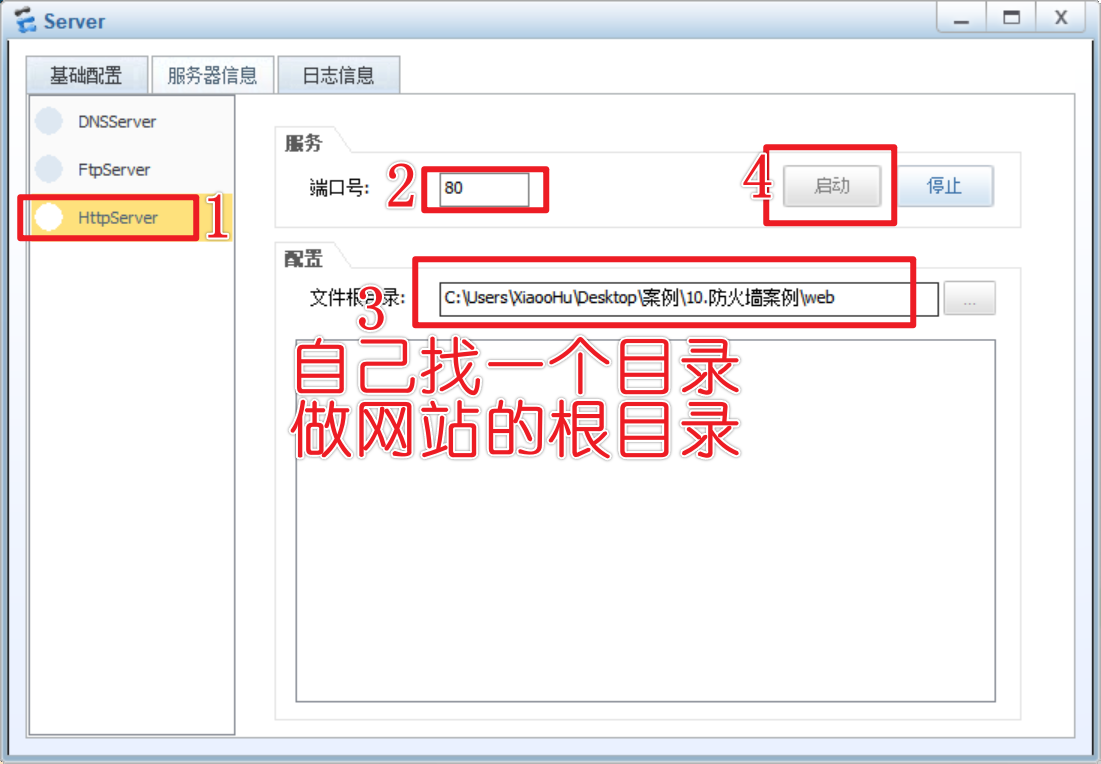 Server
基础配置 服务器信息 日志信息
DNSServer
FtpServer
HttpServer
1
服务
端口号:
2
80
4
启动
停止
配置
文件根目录:
3
C:\Users\XiaooHu\Desktop\案例\10.防火墙案例\web
...
自己找一个目录
做网站的根目录